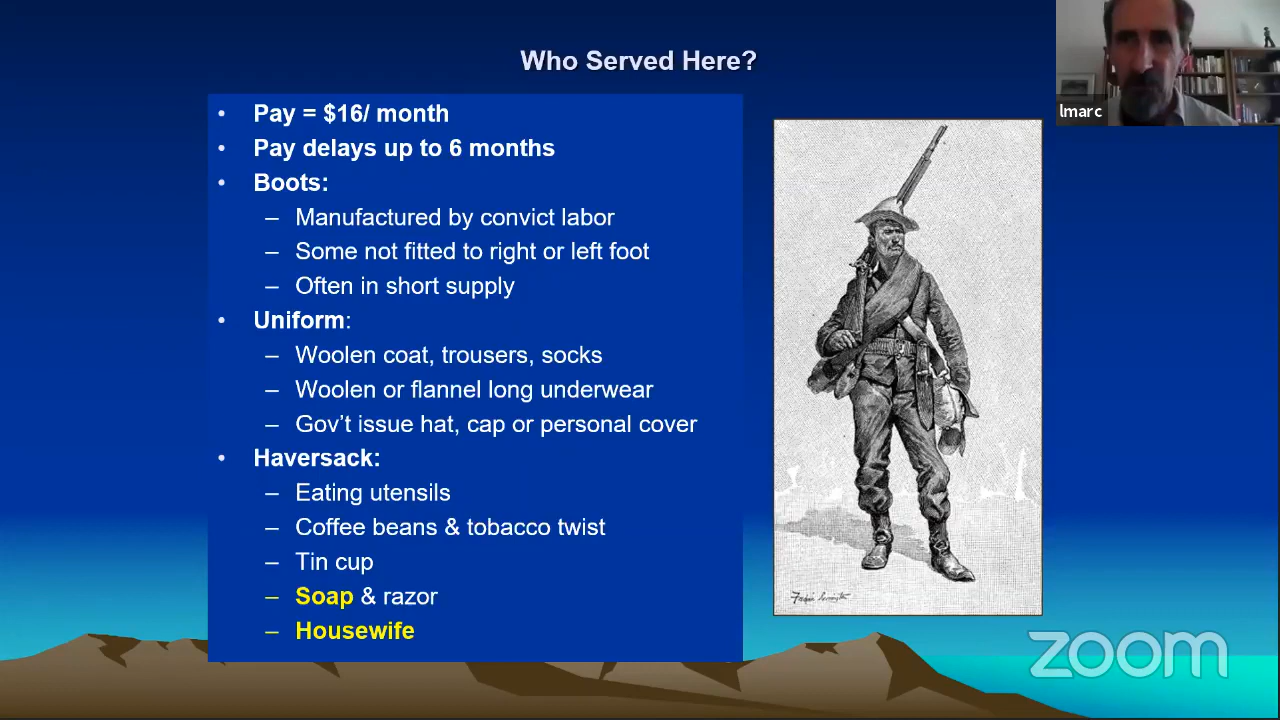 Who Served Here?
• Pay = $16/ month
• Pay delays up to 6 months
• Boots:
– Manufactured by convict labor
– Some not fitted to right or left foot
– Often in short supply
• Uniform:
– Woolen coat, trousers, socks
– Woolen or flannel long underwear
– Gov’t issue hat, cap or personal cover
• Haversack:
– Eating utensils
– Coffee beans & tobacco twist
– Tin cup
– Soap & razor
– Housewife
lmarc
Frederic Remington
zoom